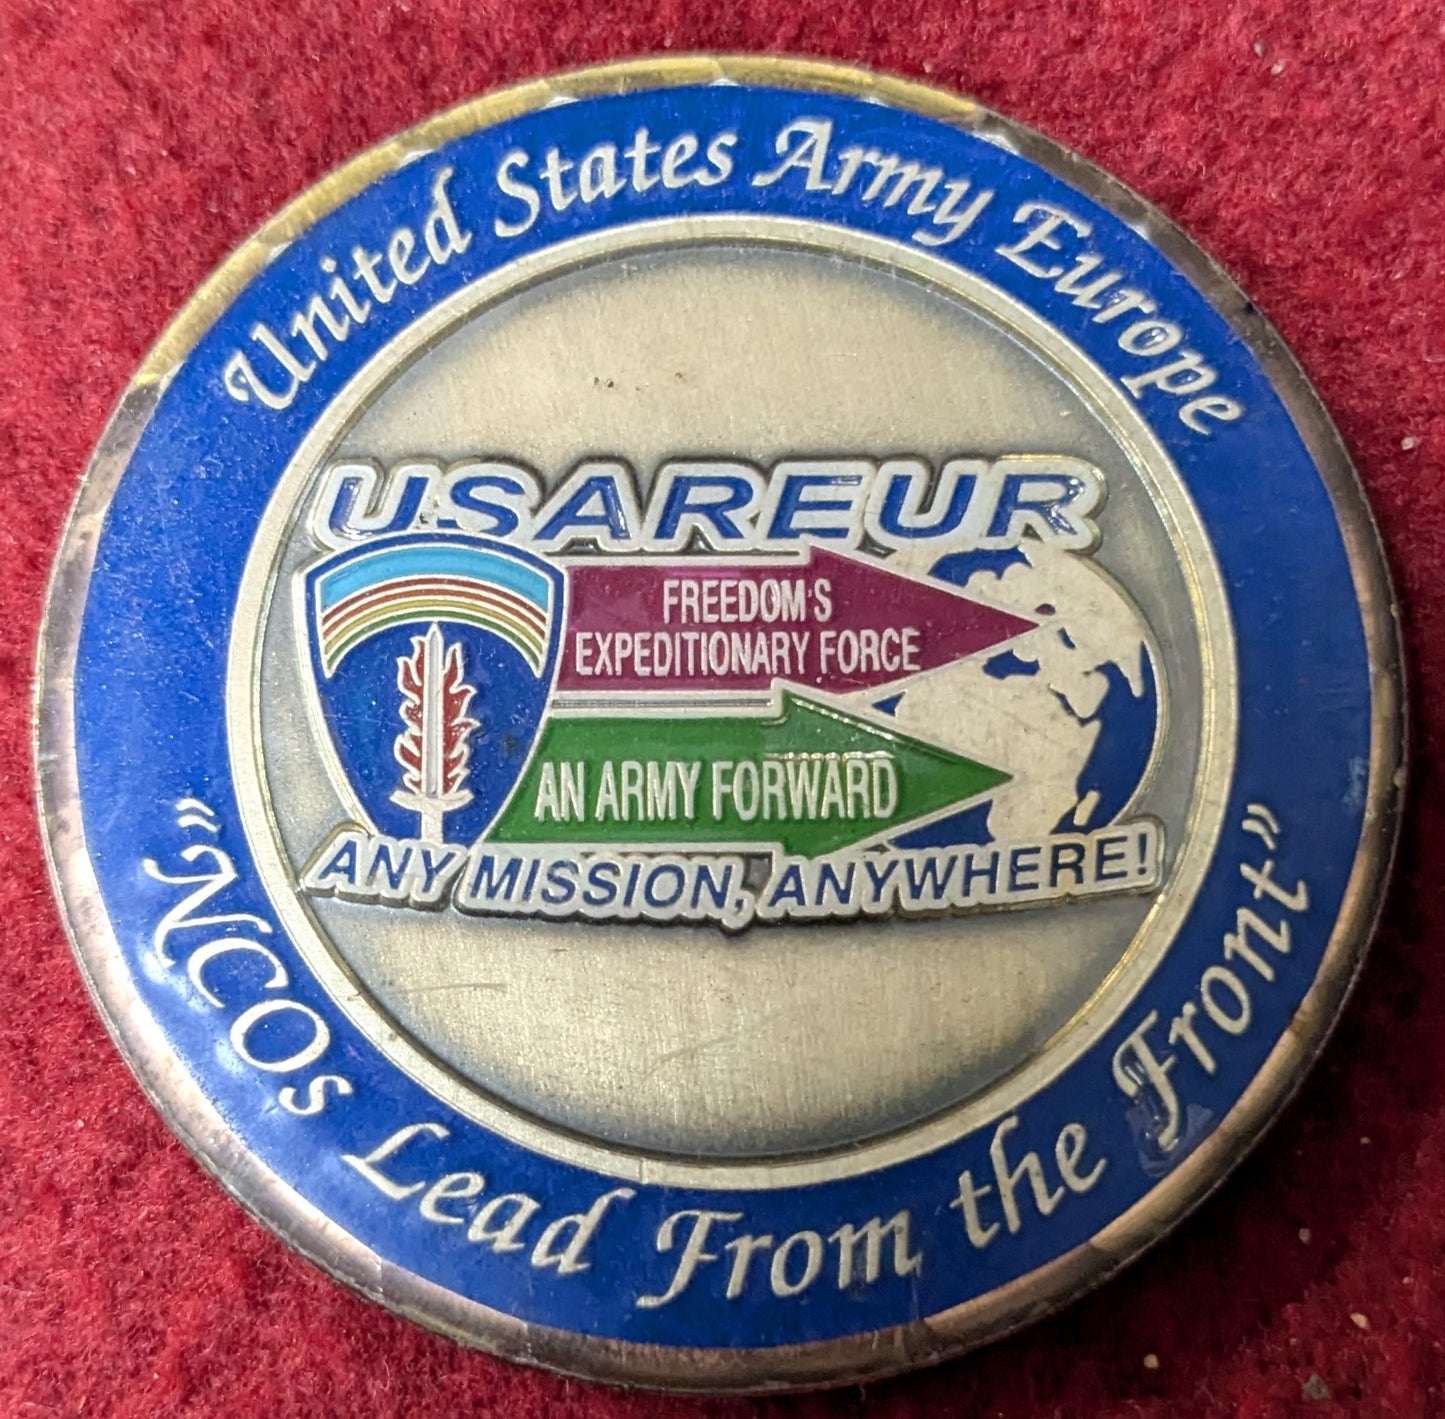 United States Army Europe
USAREUR
FREEDOM'S
EXPEDITIONARY FORCE
AN ARMY FORWARD
ANY MISSION, ANYWHERE!
"NCOs Lead From the Front"